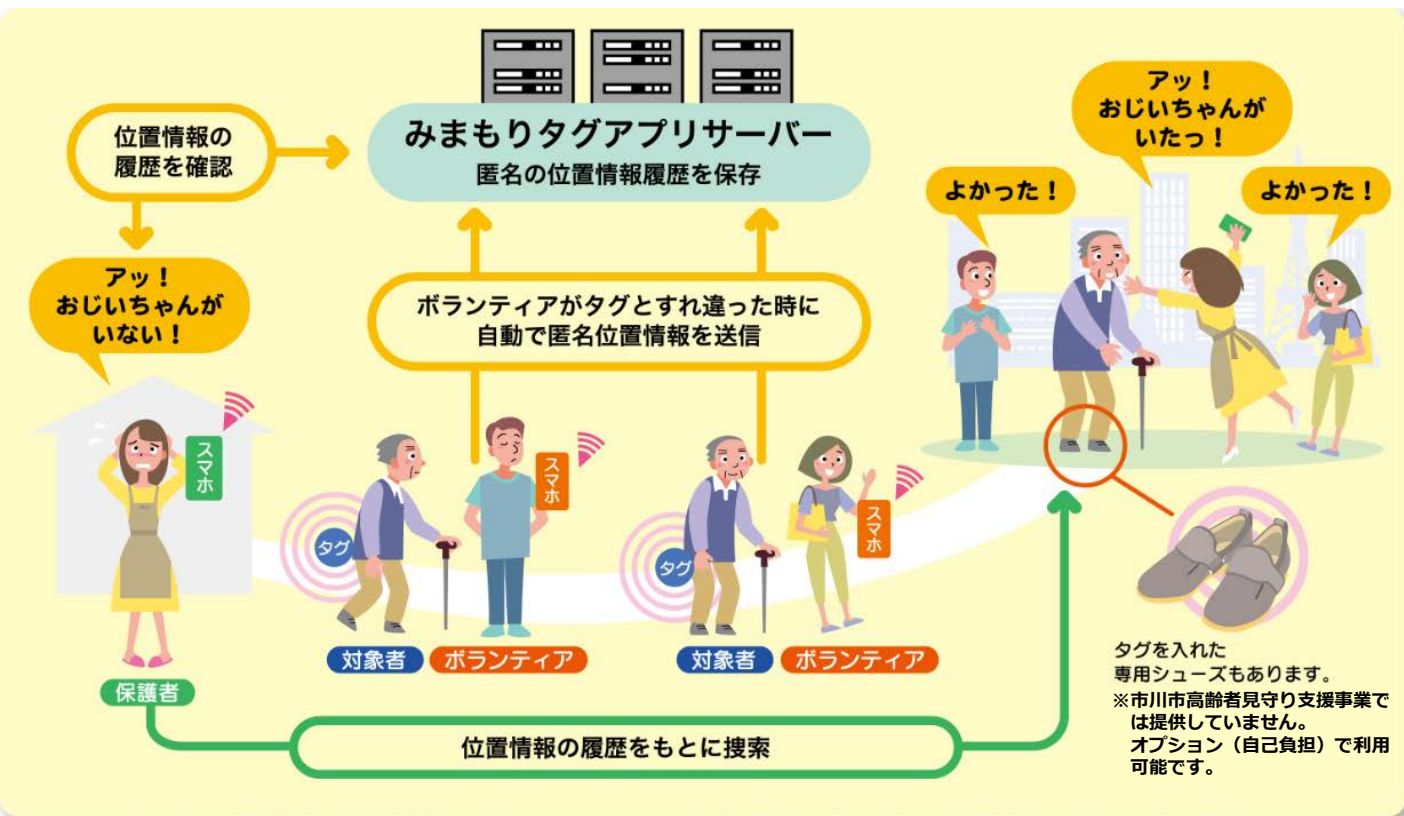 みまもりタグアプリサーバー
匿名の位置情報履歴を保存
位置情報の
履歴を確認
アッ！
おじいちゃんが
いない！
ボランティアがタグとすれ違った時に
自動で匿名位置情報を送信
アッ！
おじいちゃんが
いたっ！
よかった！
よかった！
スマホ
タグ
スマホ
タグ
スマホ
対象者
ボランティア
対象者
ボランティア
保護者
位置情報の履歴をもとに捜索
タグを入れた
専用シューズもあります。
※市川市高齢者見守り支援事業で
は提供していません。
オプション（自己負担）で利用
可能です。